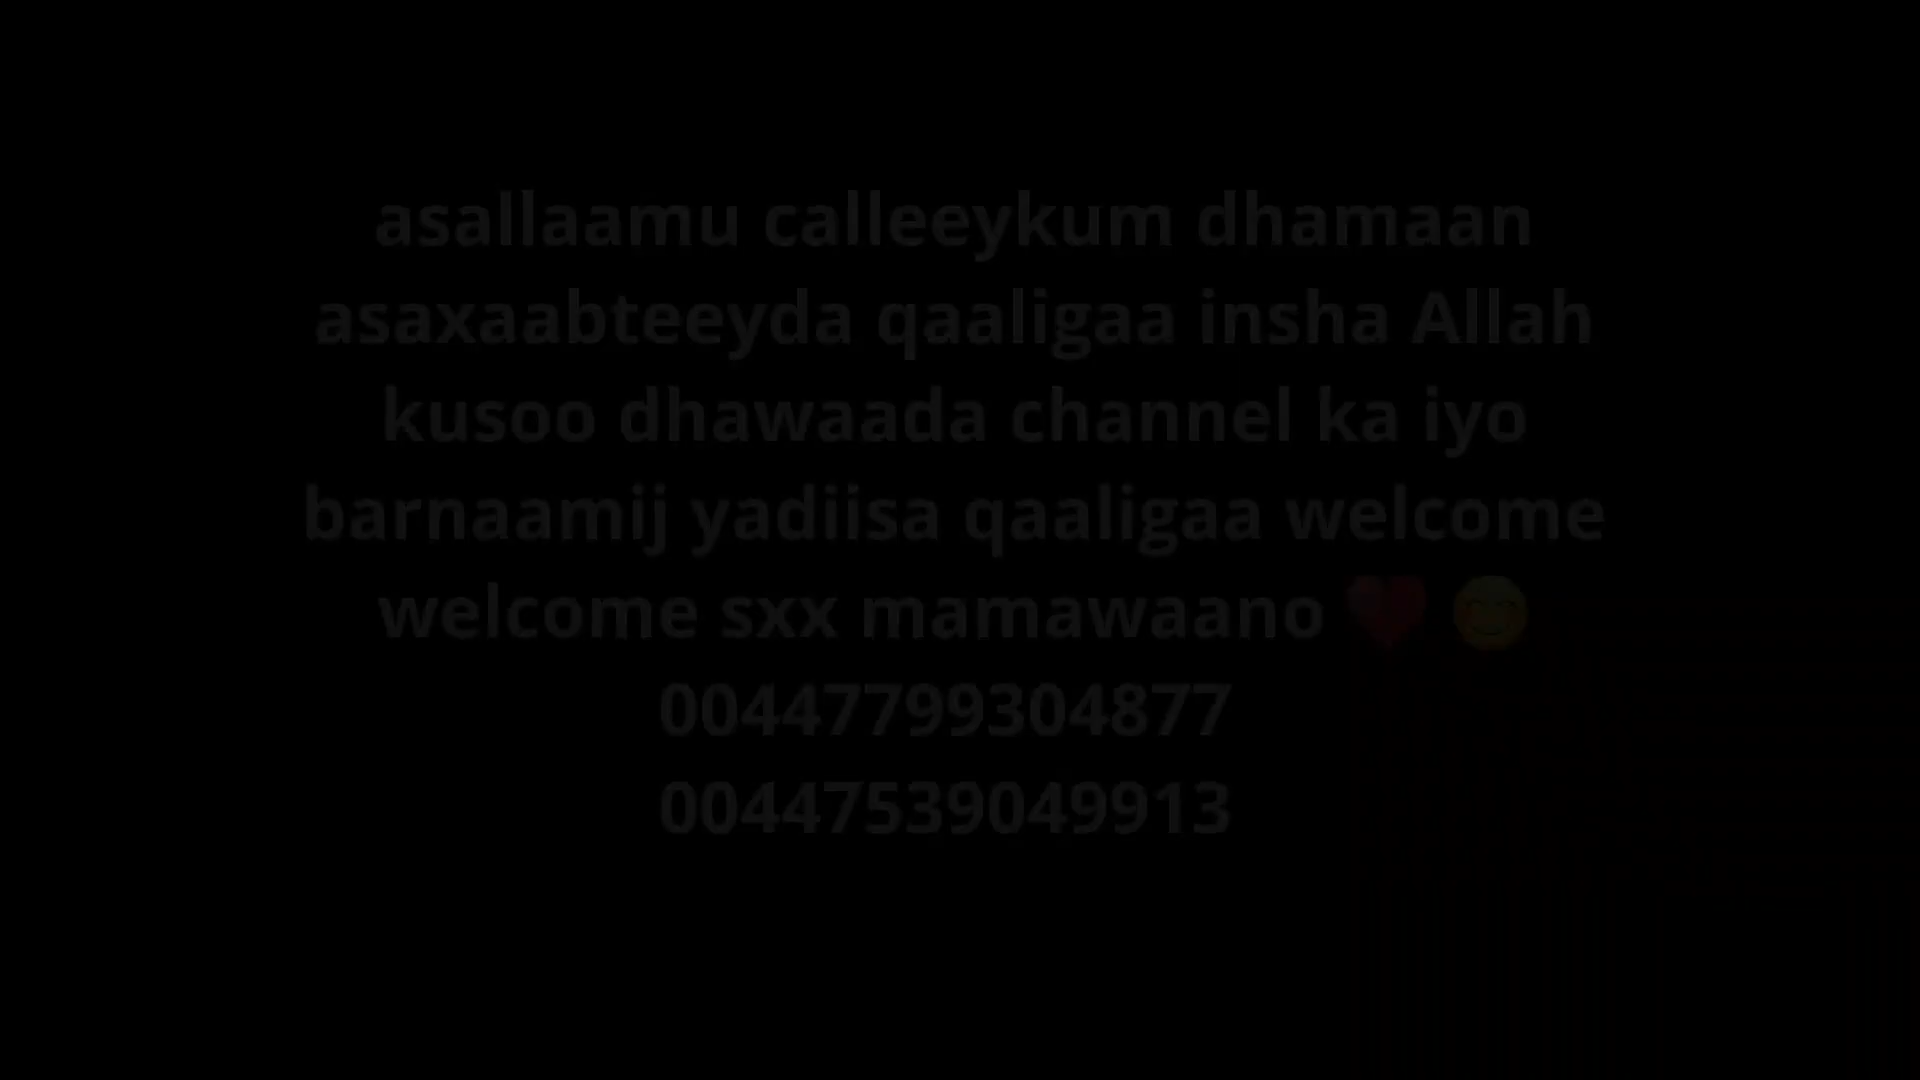 asallaamu calleeykum dhamaan
asaxaabteeyda qaaligaa insha Allah
kusoo dhawaada channel ka iyo
barnaamij yadiisa qaaligaa welcome
welcome sxx mamawaano ❤️ 😊
00447799304877
00447539049913